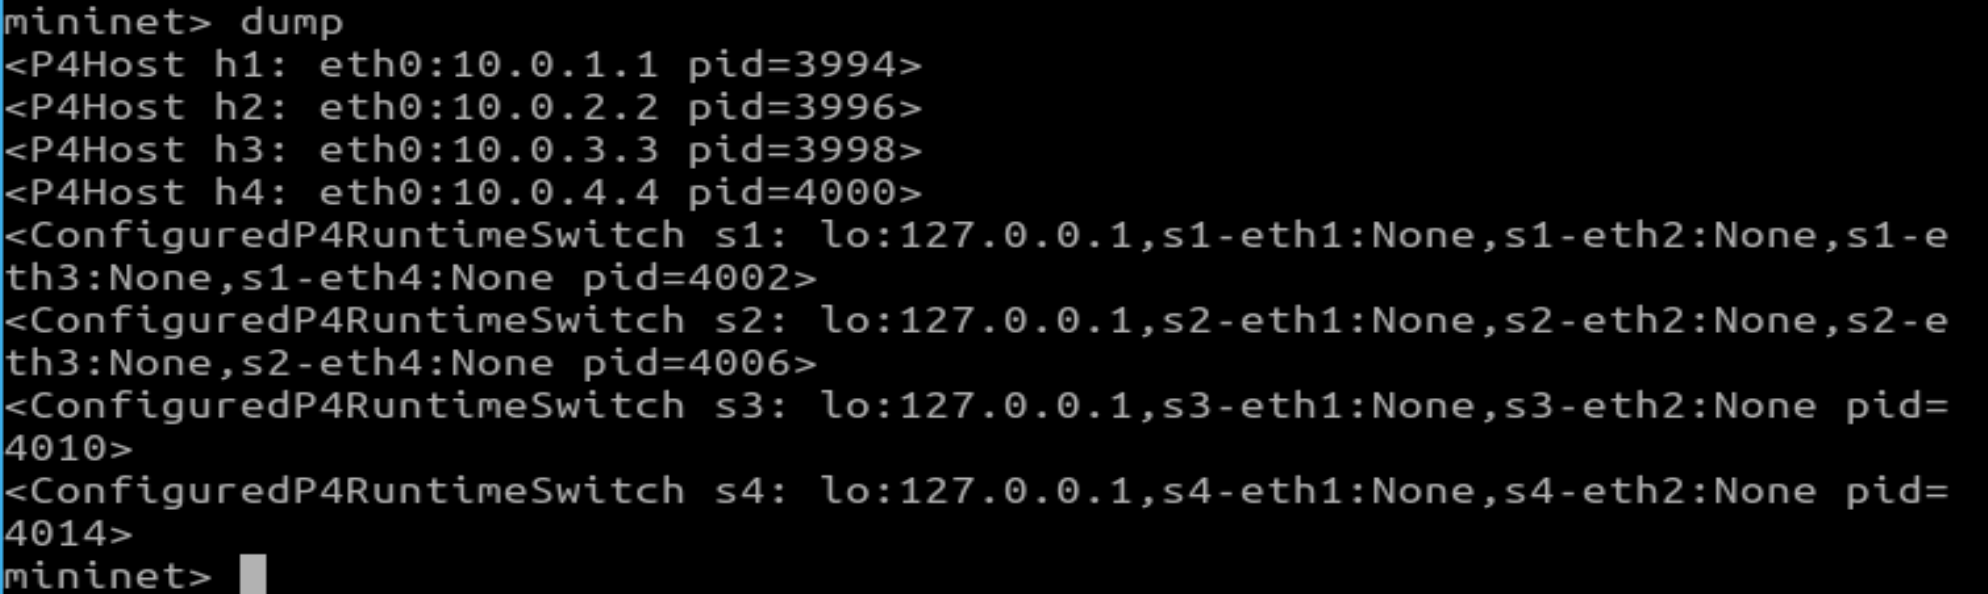 mininet> dump
<P4Host h1: eth0:10.0.1.1 pid=3994>
<P4Host h2: eth0:10.0.2.2 pid=3996>
<P4Host h3: eth0:10.0.3.3 pid=3998>
<P4Host h4: eth0:10.0.4.4 pid=4000>
<ConfiguredP4RuntimeSwitch s1: lo:127.0.0.1,s1-eth1:None,s1-eth2:None,s1-e
th3:None,s1-eth4:None pid=4002>
<ConfiguredP4RuntimeSwitch s2: lo:127.0.0.1,s2-eth1:None,s2-eth2:None,s2-e
th3:None,s2-eth4:None pid=4006>
<ConfiguredP4RuntimeSwitch s3: lo:127.0.0.1,s3-eth1:None,s3-eth2:None pid=
4010>
<ConfiguredP4RuntimeSwitch s4: lo:127.0.0.1,s4-eth1:None,s4-eth2:None pid=
4014>
mininet>